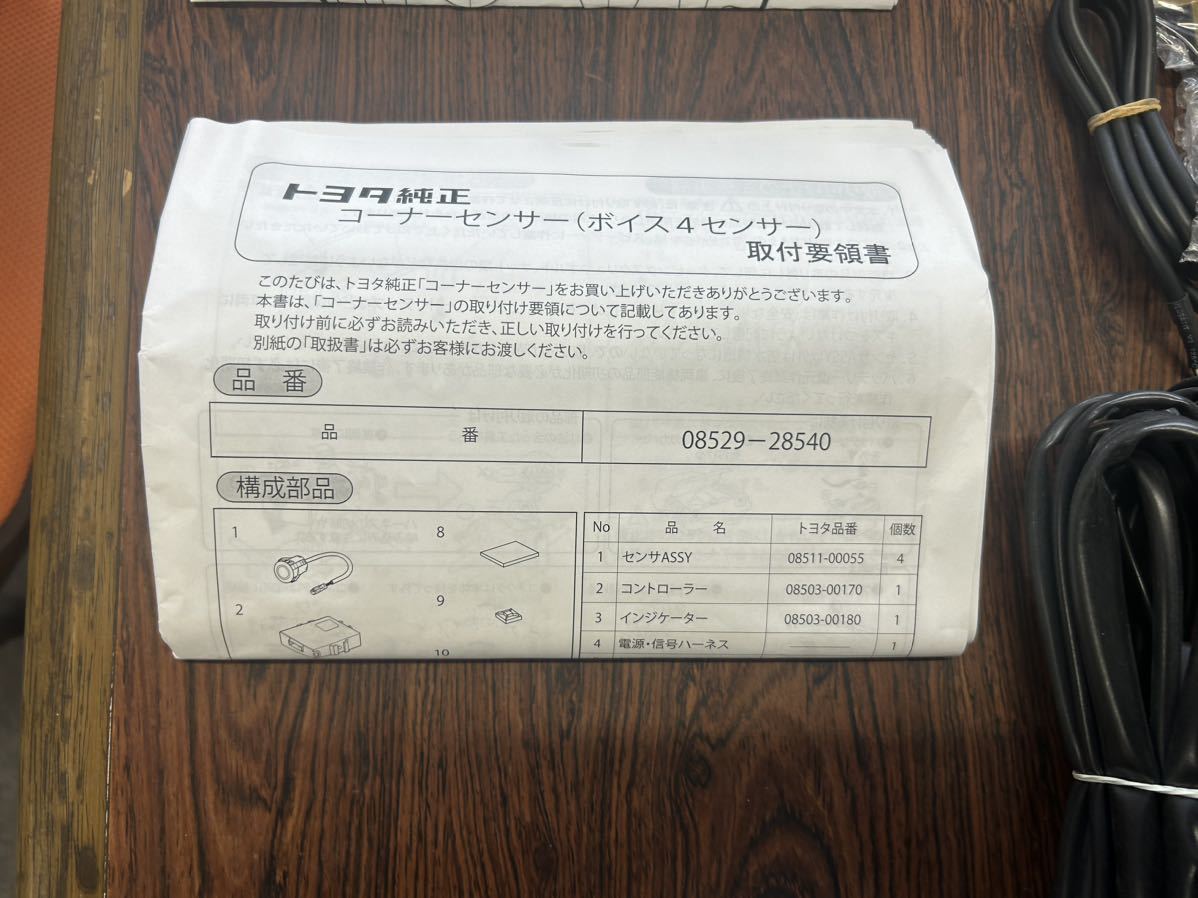 トヨタ純正
コーナーセンサー(ボイス4センサー)
取付要領書
このたびは、トヨタ純正「コーナーセンサー」をお買い上げいただきありがとうございます。
本書は、「コーナーセンサー」の取り付け要領について記載してあります。
取り付け前に必ずお読みいただき、正しい取り付けを行ってください。
別紙の「取扱書」は必ずお客様にお渡しください。
品 番
品 番 08529-28540
構成部品
1 8
2 9
10
No 品 名 トヨタ品番 個数
1 センサASSY 08511-00055 4
2 コントローラー 08503-00170 1
3 インジケーター 08503-00180 1
4 電源・信号ハーネス ―――― 1